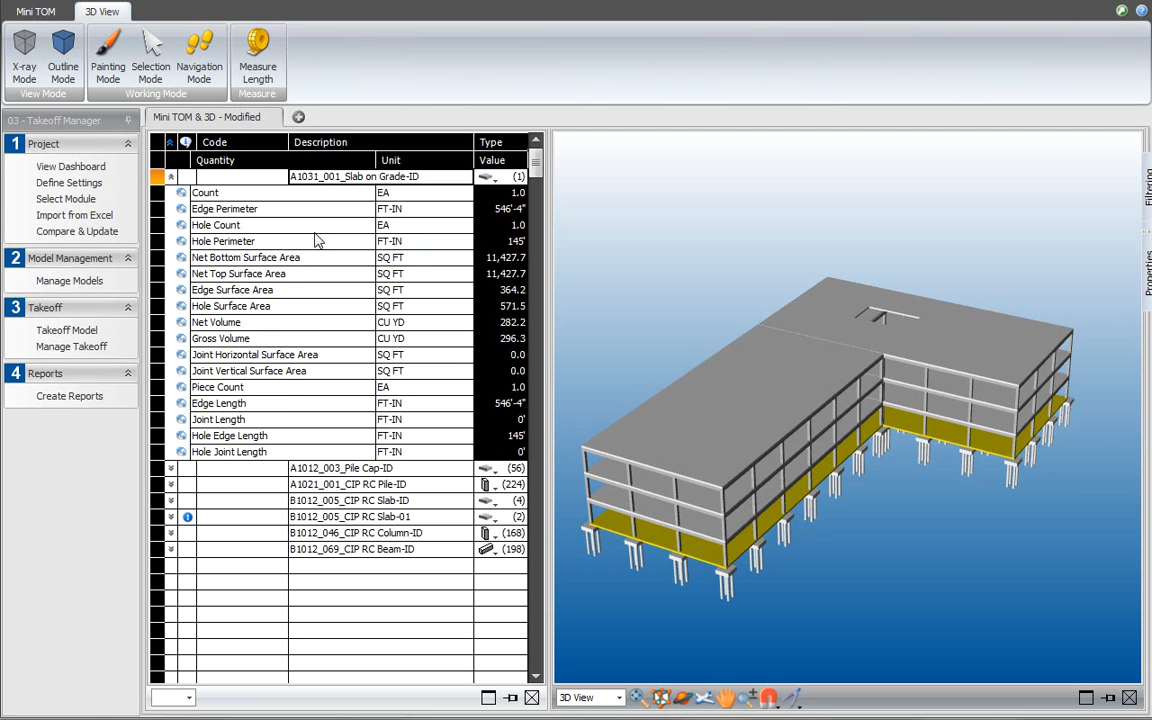 Mini TOM 3D View
X-ray Mode
Outline Mode
Painting Mode
Selection Mode
Navigation Mode
Measure Length
View Mode Working Mode Measure
03 - Takeoff Manager
1 Project
View Dashboard
Define Settings
Select Module
Import from Excel
Compare & Update
2 Model Management
Manage Models
3 Takeoff
Takeoff Model
Manage Takeoff
4 Reports
Create Reports
Mini TOM & 3D - Modified
Code Description Type
Quantity Unit Value
A1031_001_Slab on Grade-ID (1)
Count EA 1.0
Edge Perimeter FT-IN 546'-4"
Hole Count EA 1.0
Hole Perimeter FT-IN 145'
Net Bottom Surface Area SQ FT 11,427.7
Net Top Surface Area SQ FT 11,427.7
Edge Surface Area SQ FT 364.2
Hole Surface Area SQ FT 571.5
Net Volume CU YD 282.2
Gross Volume CU YD 296.3
Joint Horizontal Surface Area SQ FT 0.0
Joint Vertical Surface Area SQ FT 0.0
Piece Count EA 1.0
Edge Length FT-IN 546'-4"
Joint Length FT-IN 0'
Hole Edge Length FT-IN 145'
Hole Joint Length FT-IN 0'
A1012_003_Pile Cap-ID (56)
A1021_001_CIP RC Pile-ID (224)
B1012_005_CIP RC Slab-ID (4)
B1012_005_CIP RC Slab-01 (2)
B1012_046_CIP RC Column-ID (168)
B1012_069_CIP RC Beam-ID (198)
3D View
Filtering
Properties